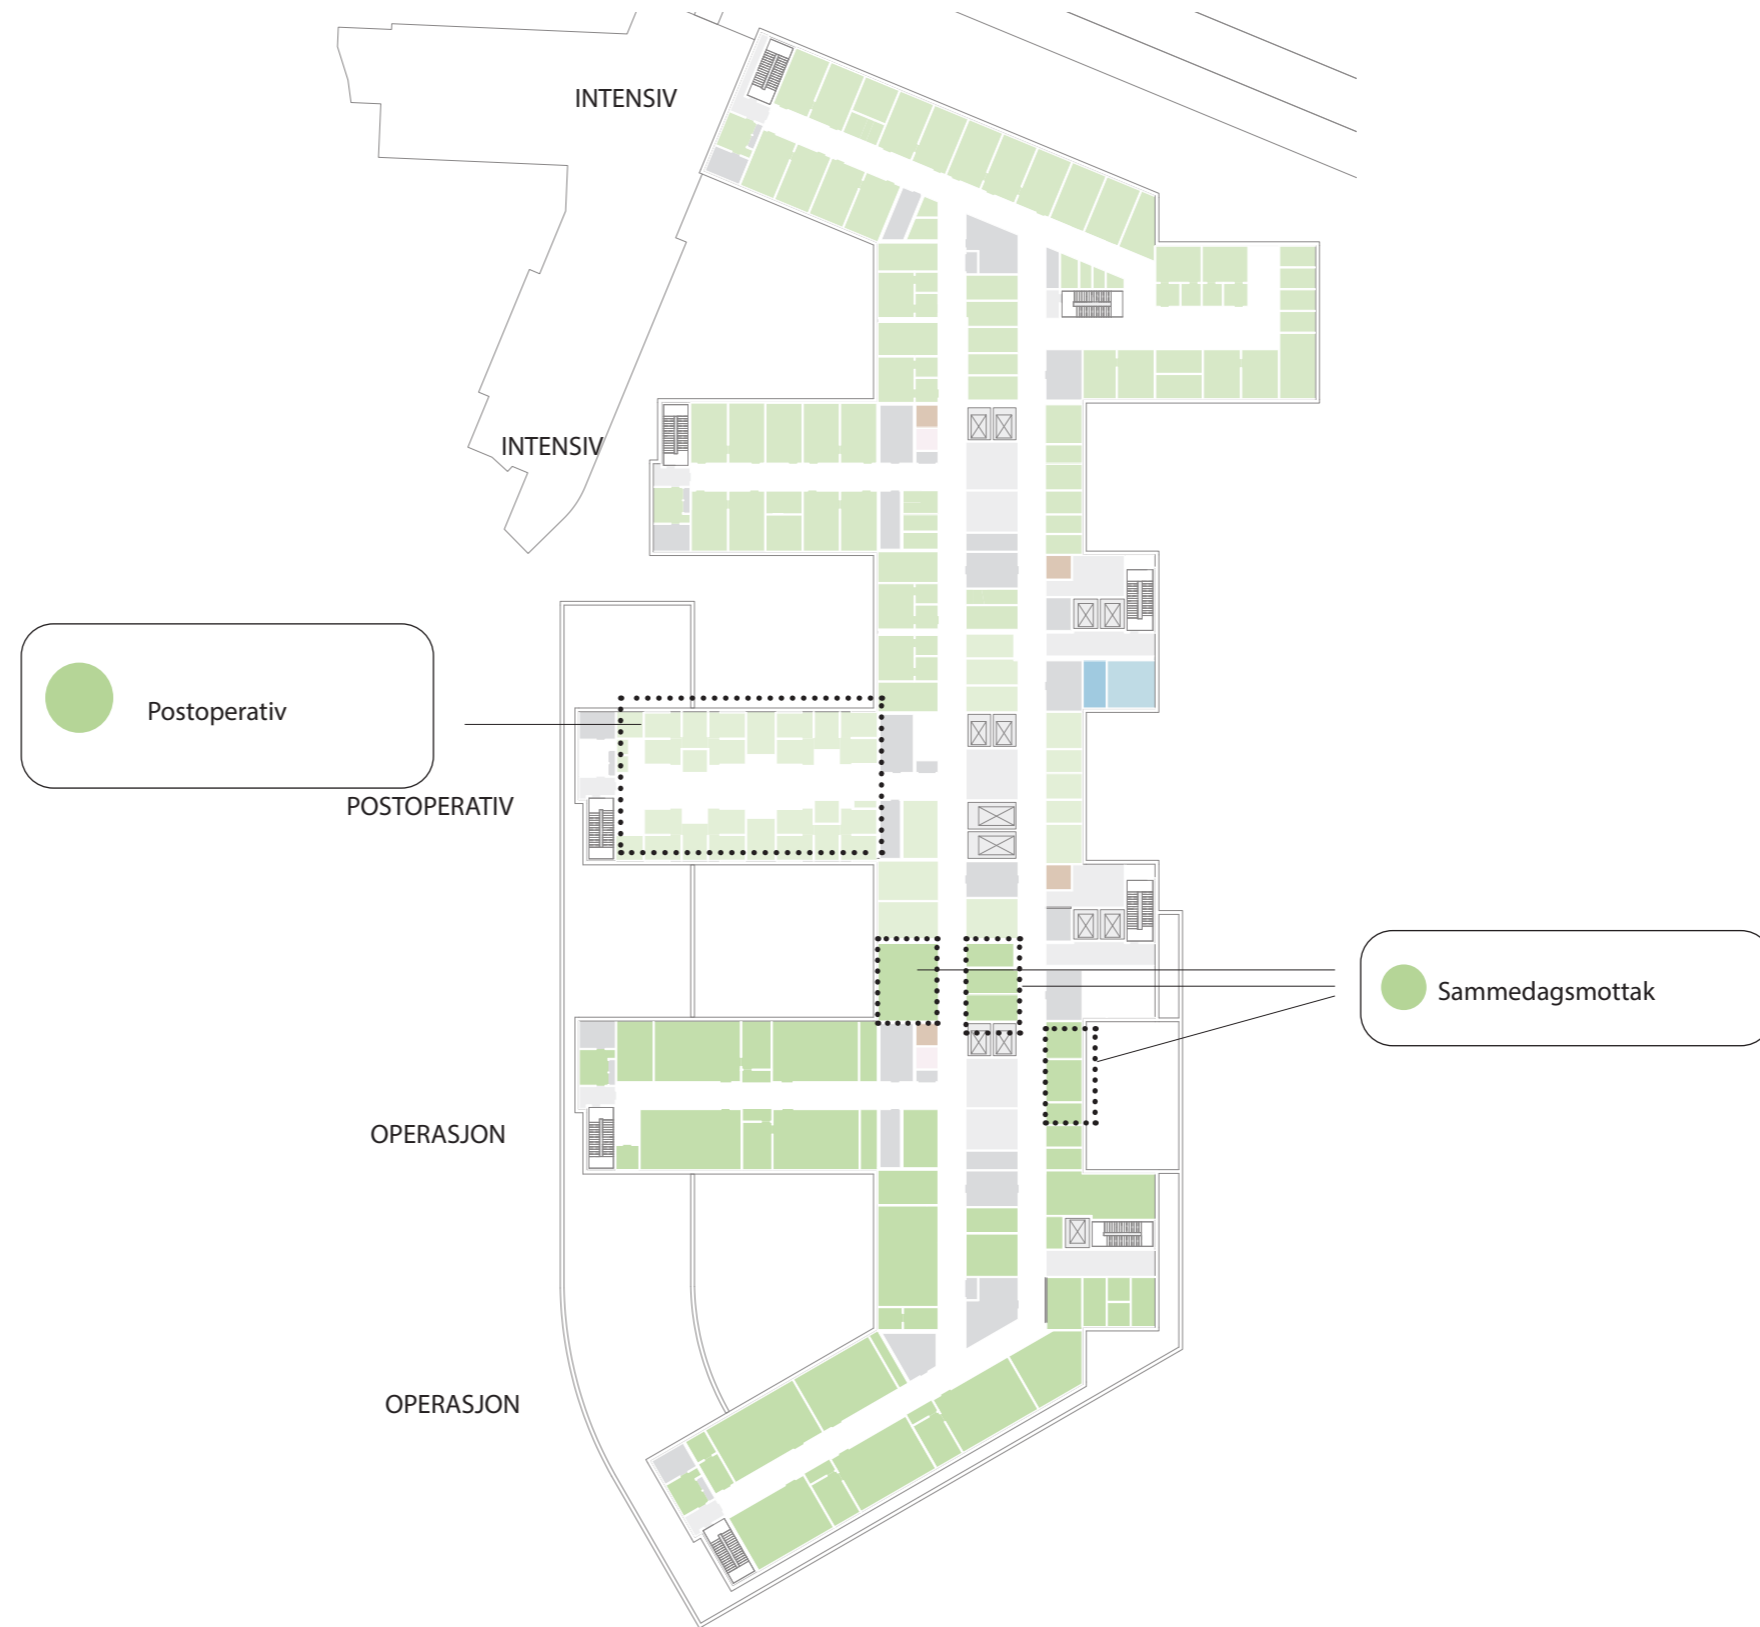 INTENSIV
INTENSIV
Postoperativ
POSTOPERATIV
Sammedagsmottak
OPERASJON
OPERASJON